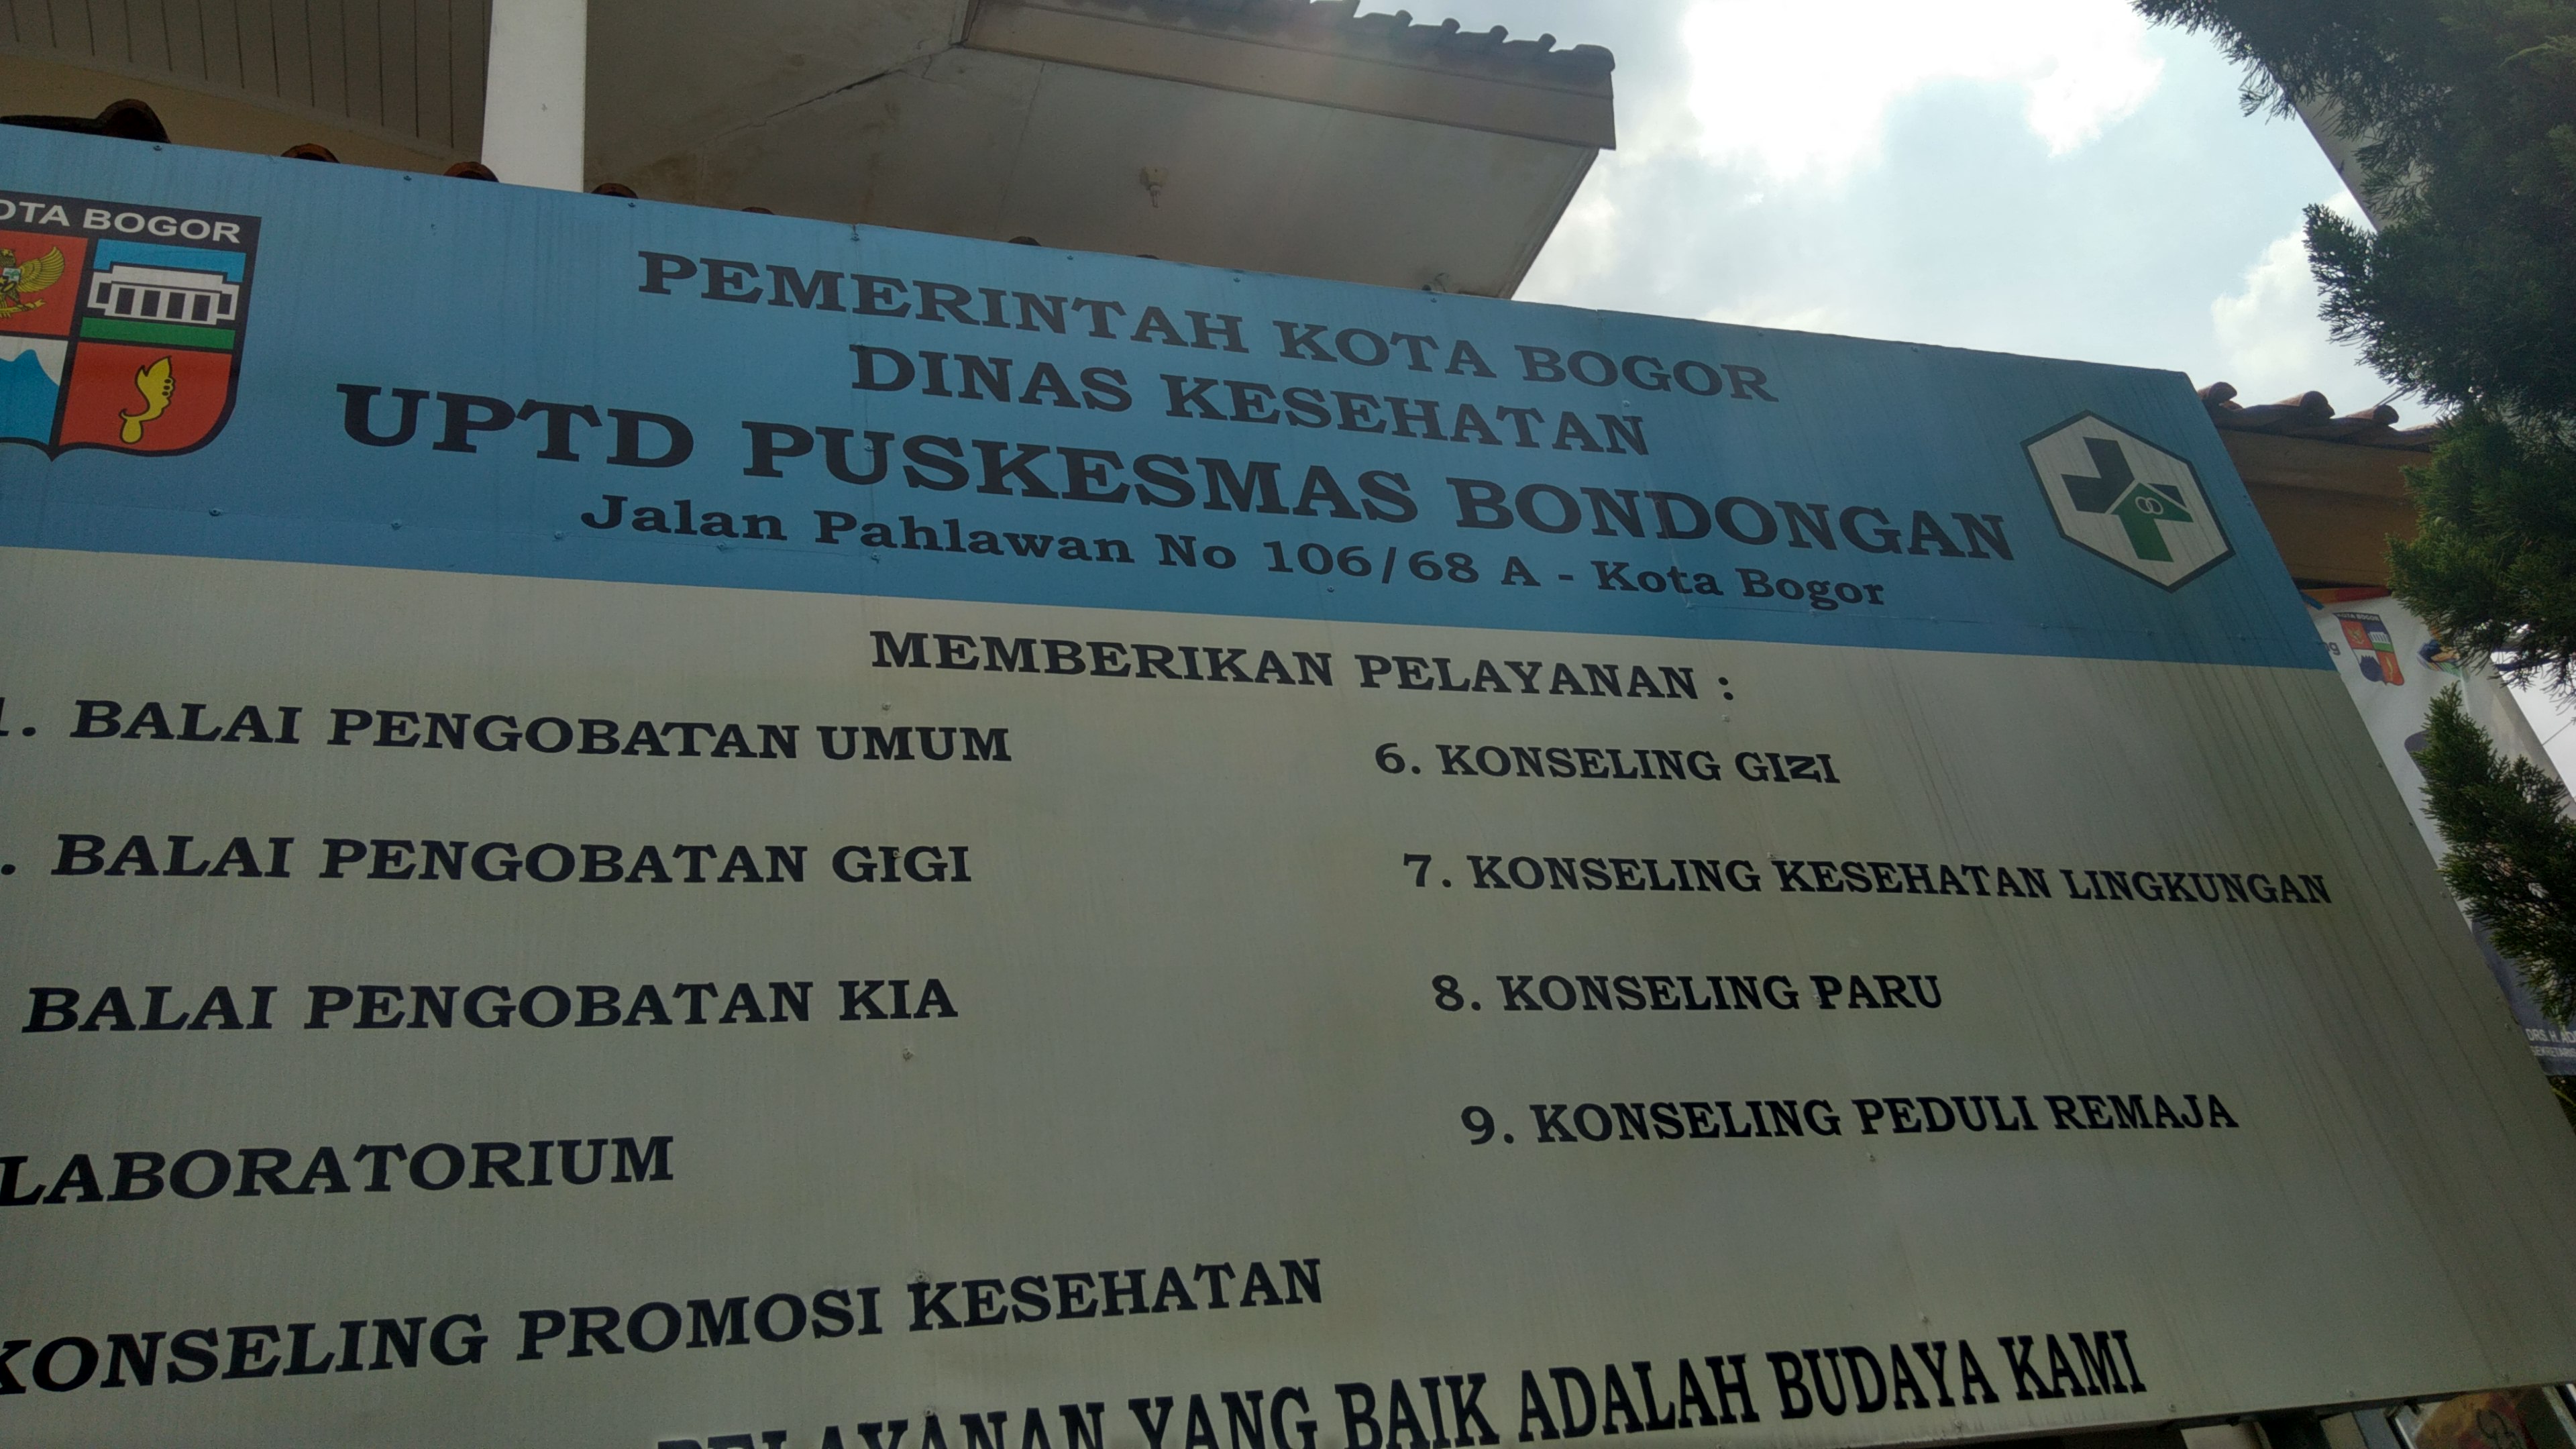 OTA BOGOR
PEMERINTAH KOTA BOGOR
DINAS KESEHATAN
UPTD PUSKESMAS BONDONGAN
Jalan Pahlawan No 106/68 A - Kota Bogor
MEMBERIKAN PELAYANAN :
1. BALAI PENGOBATAN UMUM
. BALAI PENGOBATAN GIGI
BALAI PENGOBATAN KIA
LABORATORIUM
KONSELING PROMOSI KESEHATAN
6. KONSELING GIZI
7. KONSELING KESEHATAN LINGKUNGAN
8. KONSELING PARU
9. KONSELING PEDULI REMAJA
PELAYANAN YANG BAIK ADALAH BUDAYA KAMI
DRS H.